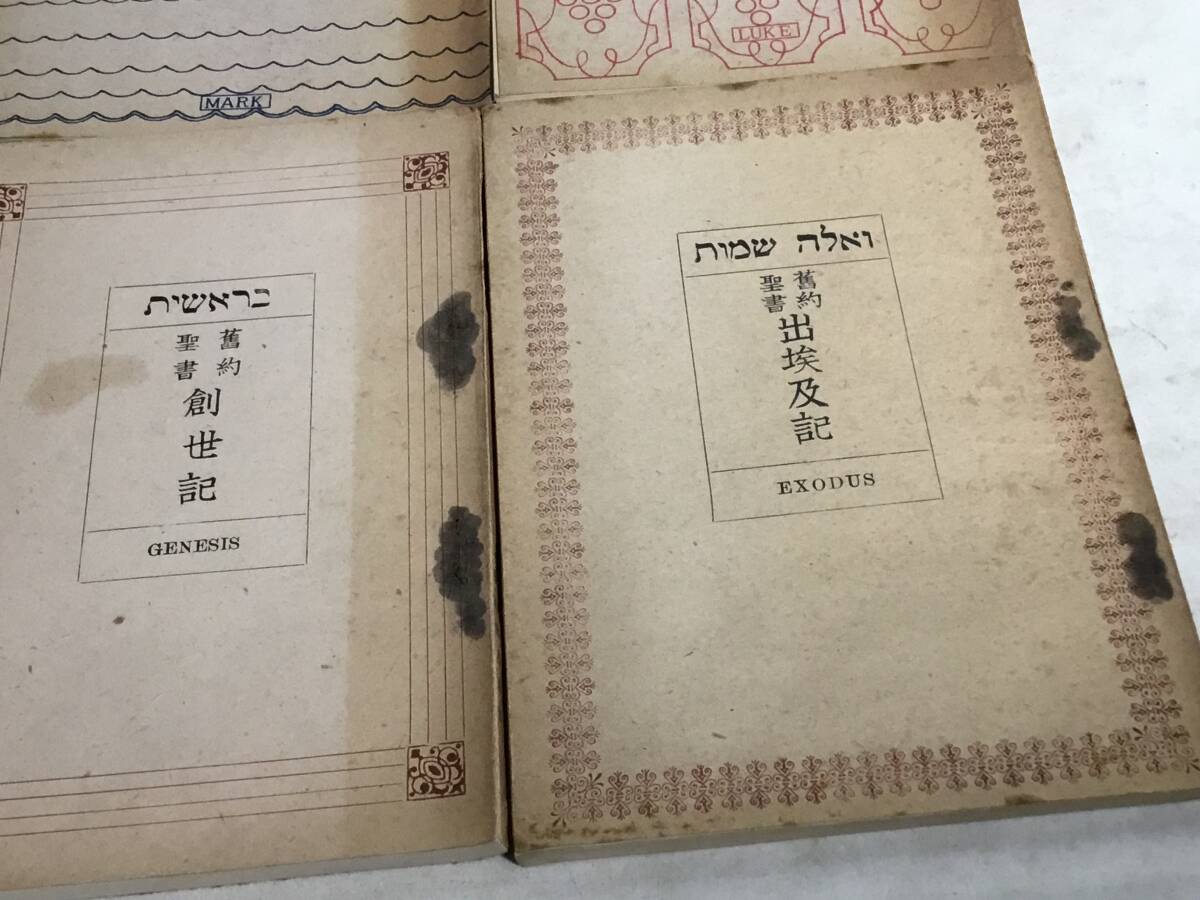 MARK
LUKE
בראשית
舊約
聖書
創世記
GENESIS
ואלה שמות
舊約
聖書
出埃及記
EXODUS